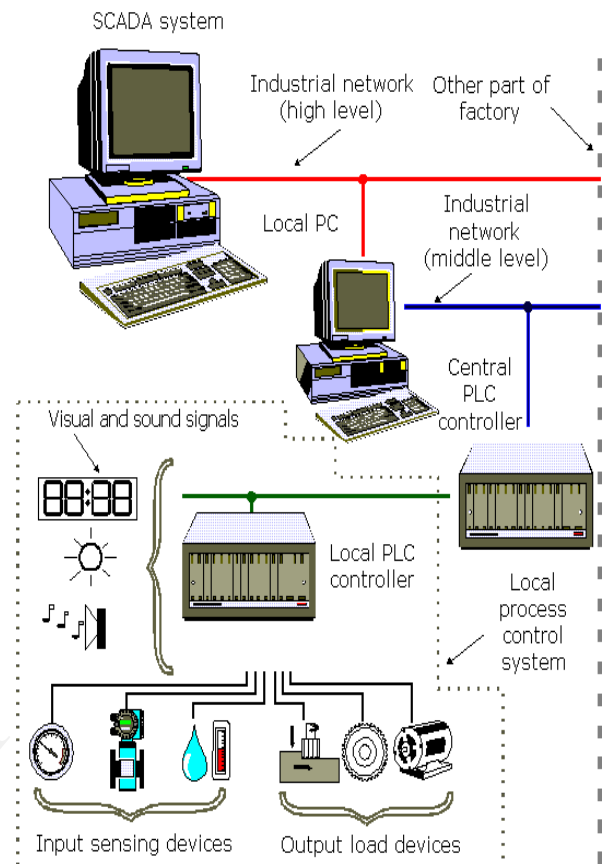 SCADA system
Industrial network
(high level)
Other part of
factory
Local PC
Industrial
network
(middle level)
Central
PLC
controller
Visual and sound signals
88:88
Local PLC
controller
Local
process
control
system
Input sensing devices
Output load devices